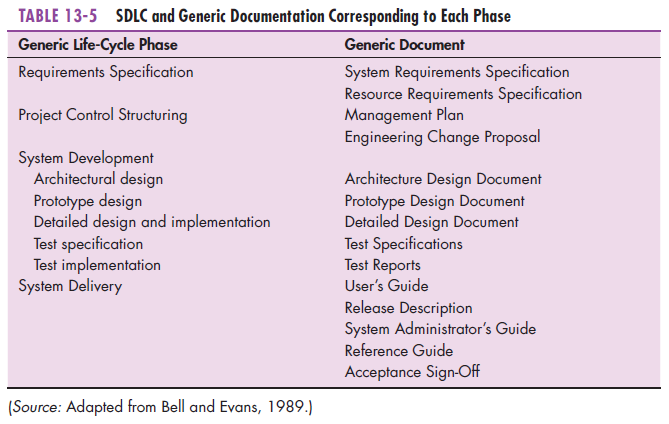 TABLE 13-5 SDLC and Generic Documentation Corresponding to Each Phase
Generic Life-Cycle Phase Generic Document
Requirements Specification System Requirements Specification
Resource Requirements Specification
Project Control Structuring Management Plan
Engineering Change Proposal
System Development
Architectural design Architecture Design Document
Prototype design Prototype Design Document
Detailed design and implementation Detailed Design Document
Test specification Test Specifications
Test implementation Test Reports
System Delivery User’s Guide
Release Description
System Administrator’s Guide
Reference Guide
Acceptance Sign-Off
(Source: Adapted from Bell and Evans, 1989.)